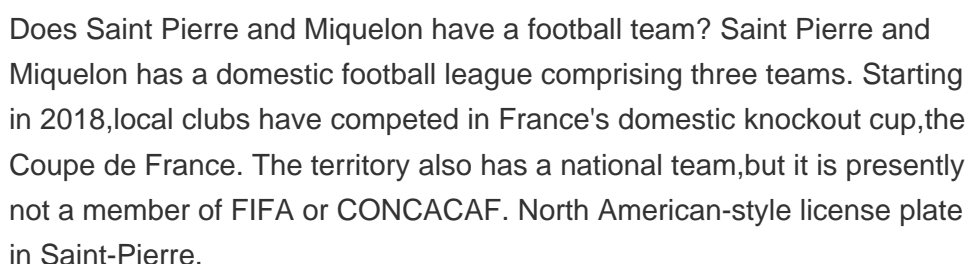 Does Saint Pierre and Miquelon have a football team? Saint Pierre and
Miquelon has a domestic football league comprising three teams. Starting
in 2018,local clubs have competed in France's domestic knockout cup,the
Coupe de France. The territory also has a national team,but it is presently
not a member of FIFA or CONCACAF. North American-style license plate
in Saint-Pierre.